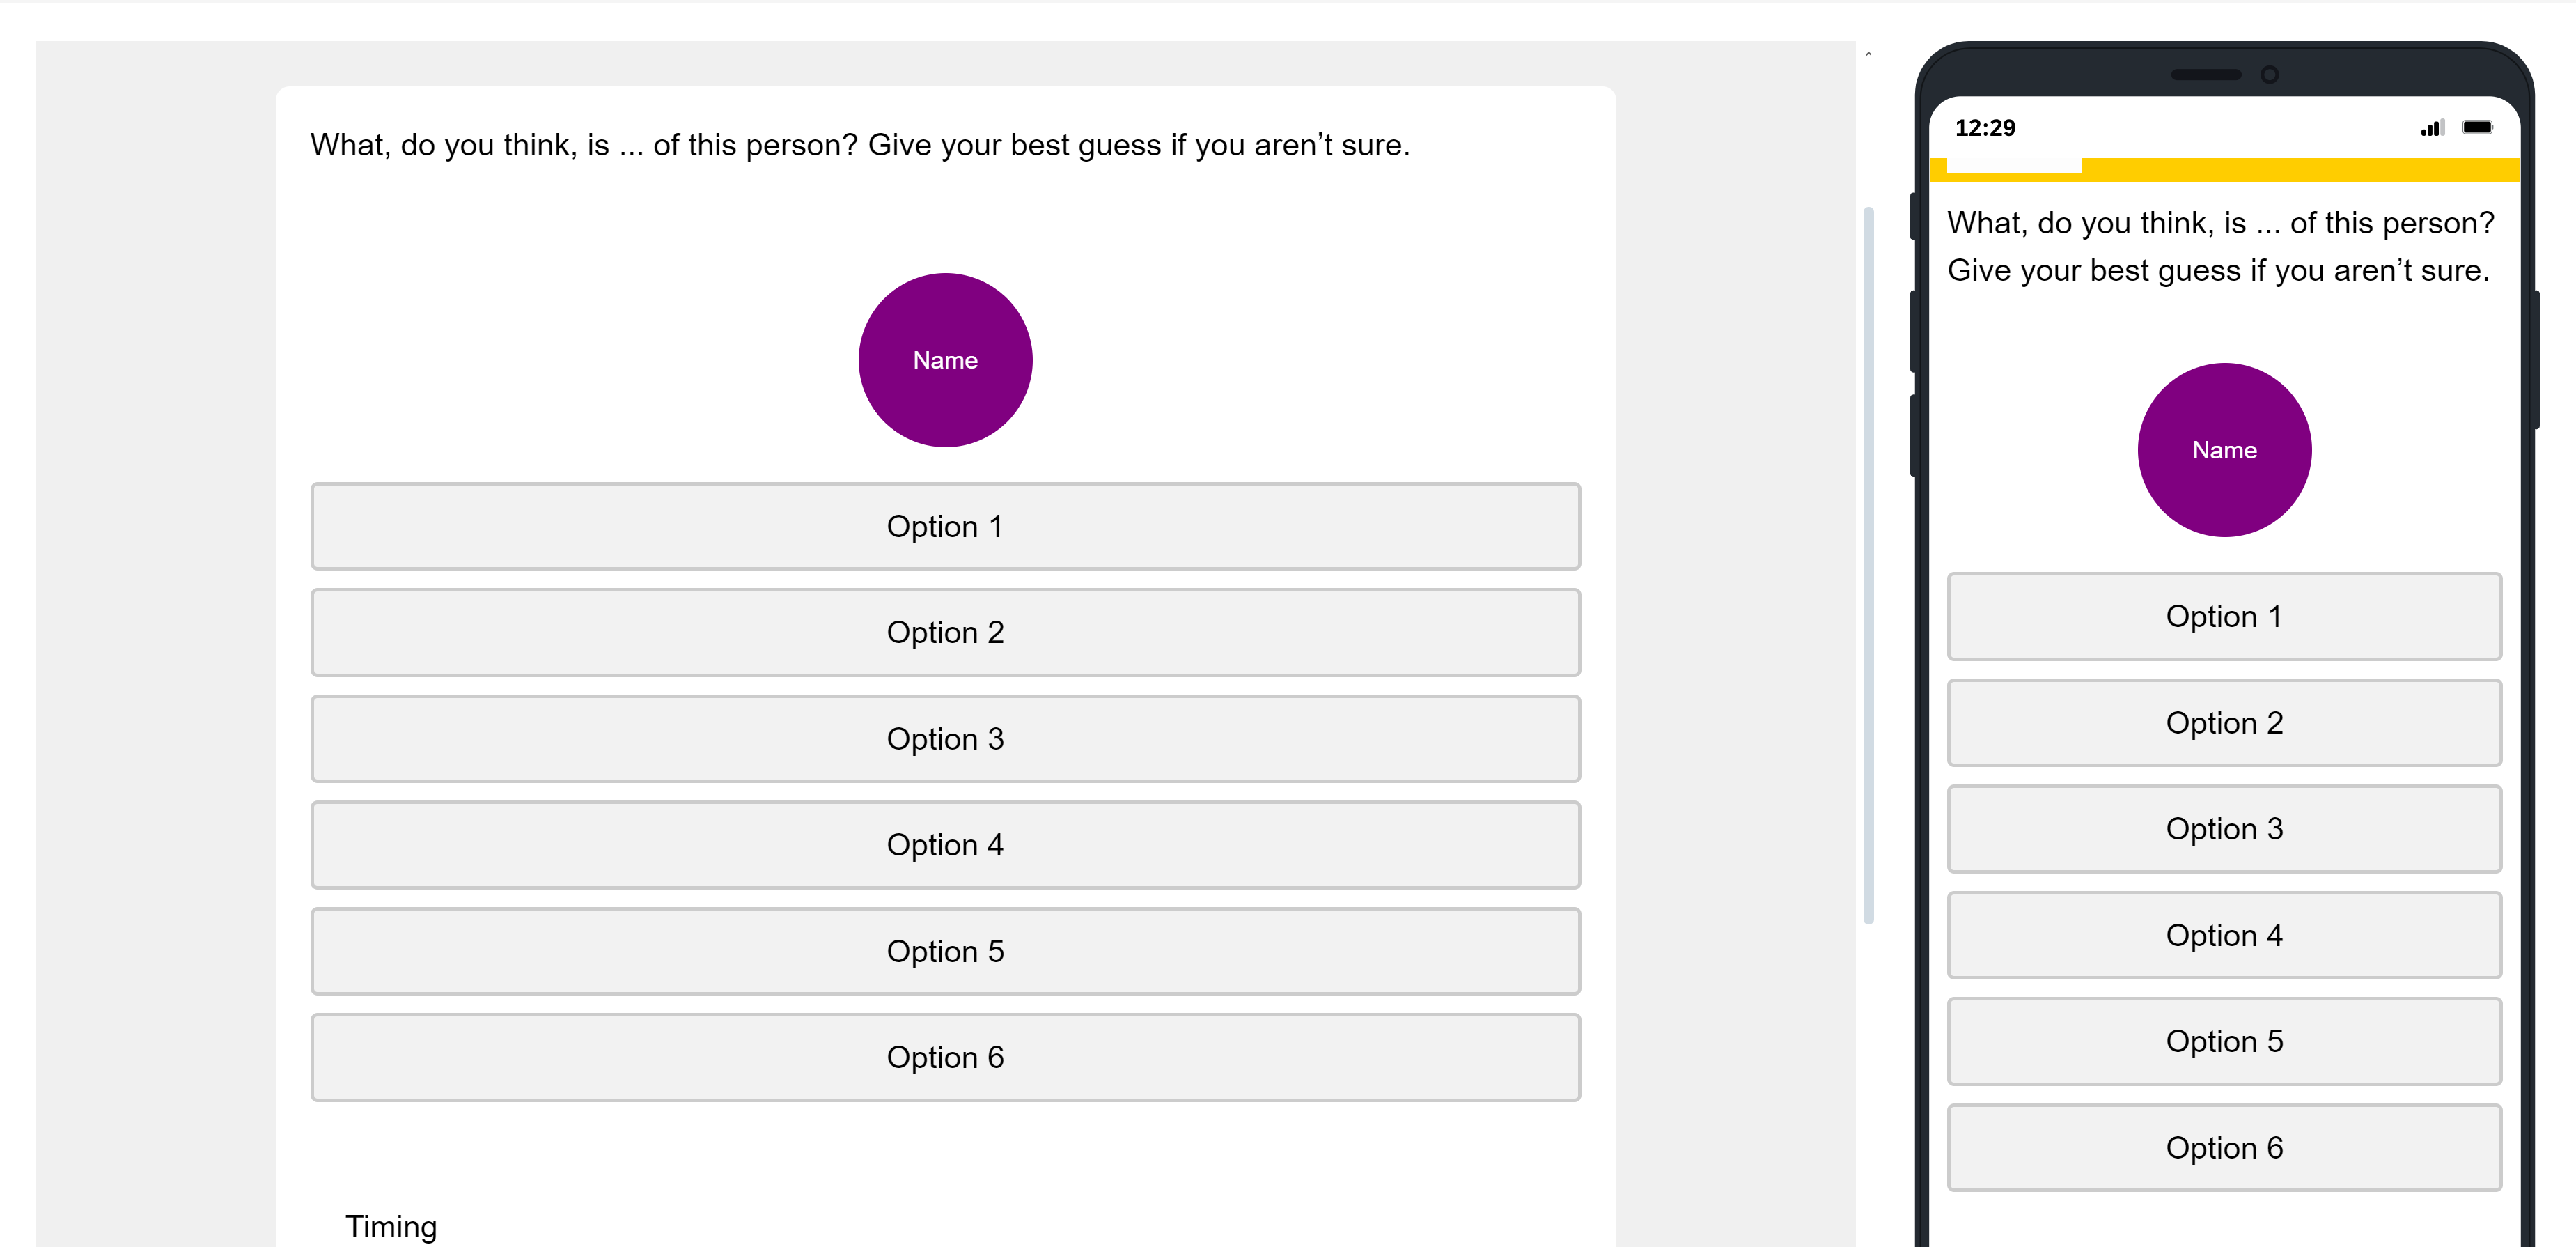 What, do you think, is ... of this person? Give your best guess if you aren’t sure.
Name
Option 1
Option 2
Option 3
Option 4
Option 5
Option 6
Timing
12:29
What, do you think, is ... of this person?
Give your best guess if you aren’t sure.
Name
Option 1
Option 2
Option 3
Option 4
Option 5
Option 6